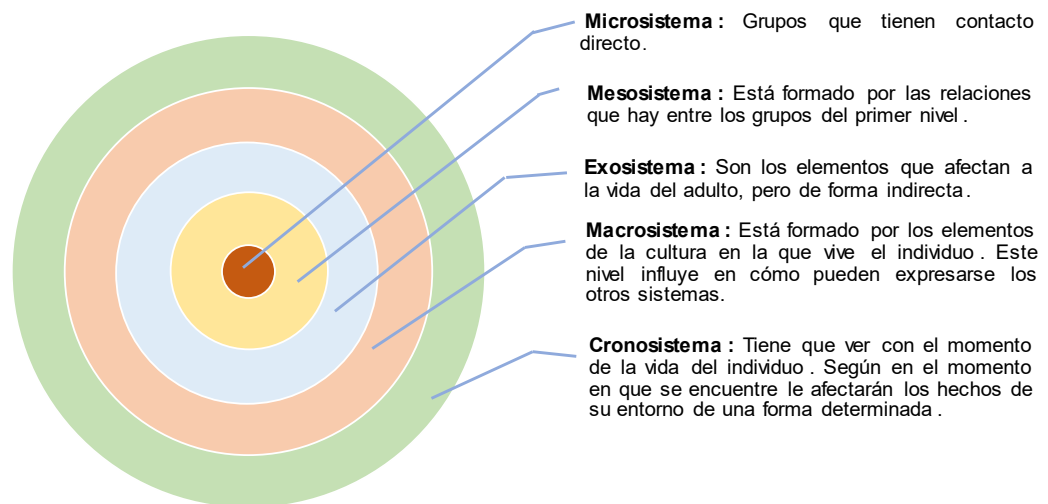 Microsistema : Grupos que tienen contacto
directo.
Mesosistema : Está formado por las relaciones
que hay entre los grupos del primer nivel .
Exosistema : Son los elementos que afectan a
la vida del adulto, pero de forma indirecta .
Macrosistema : Está formado por los elementos
de la cultura en la que vive el individuo . Este
nivel influye en cómo pueden expresarse los
otros sistemas.
Cronosistema : Tiene que ver con el momento
de la vida del individuo . Según en el momento
en que se encuentre le afectarán los hechos de
su entorno de una forma determinada .